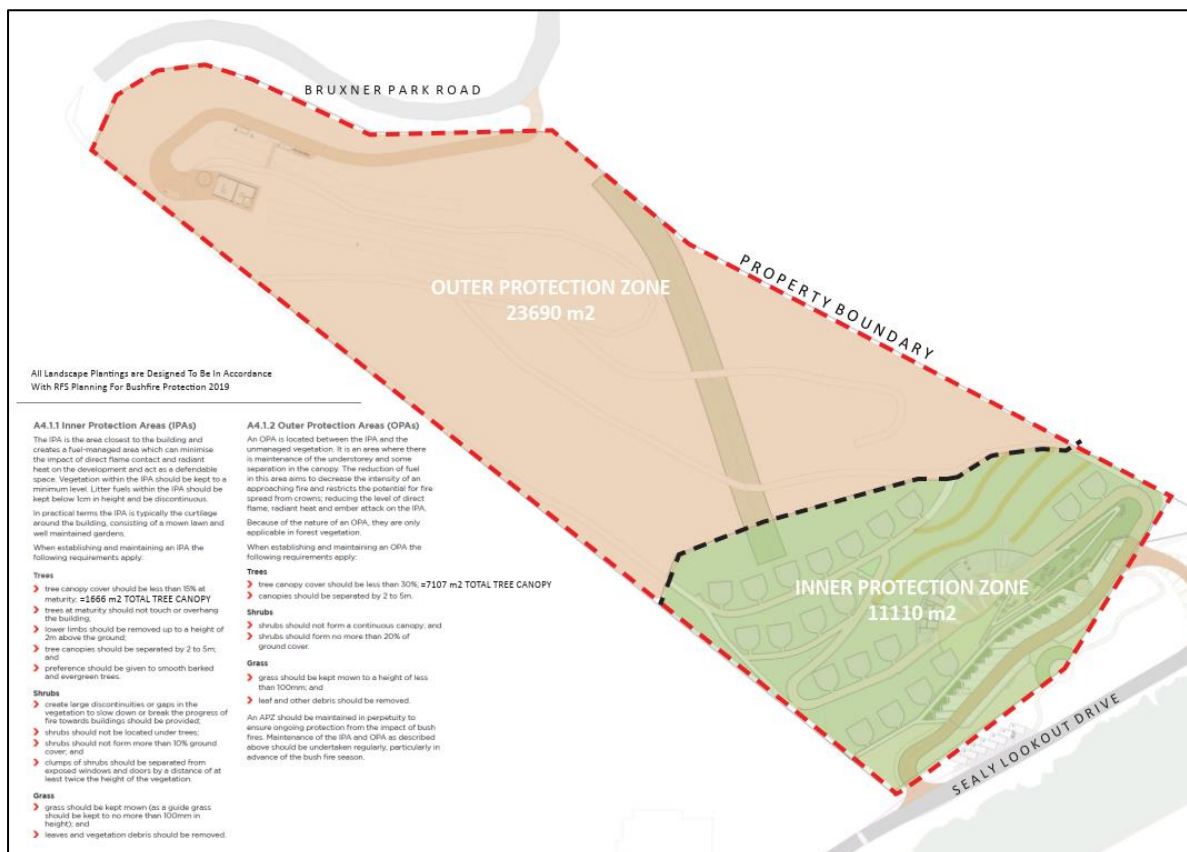 BRUXNER PARK ROAD
PROPERTY BOUNDARY
OUTER PROTECTION ZONE
23690 m2
INNER PROTECTION ZONE
11110 m2
SEALY LOOKOUT DRIVE
All Landscape Plantings are Designed To Be In Accordance
With RFS Planning For Bushfire Protection 2019
A4.1.1 Inner Protection Areas (IPAs)
The IPA is the area closest to the building and
creates a fuel-managed area which can minimise
the impact of direct flame contact and radiant
heat on the development and act as a defendable
space. Vegetation within the IPA should be kept to a
minimum level. Litter fuels within the IPA should be
kept below 1cm in height and be discontinuous.
In practical terms the IPA is typically the curtilage
around the building, consisting of a mown lawn and
well maintained gardens.
When establishing and maintaining an IPA the
following requirements apply:
Trees
tree canopy cover should be less than 15% at
maturity; =1666 m2 TOTAL TREE CANOPY
trees at maturity should not touch or overhang
the building;
lower limbs should be removed up to a height of
2m above the ground;
tree canopies should be separated by 2 to 5m;
and
preference should be given to smooth barked
and evergreen trees.
Shrubs
create large discontinuities or gaps in the
vegetation to slow down or break the progress of
fire towards buildings should be provided;
shrubs should not be located under trees;
shrubs should not form more than 10% ground
cover; and
clumps of shrubs should be separated from
exposed windows and doors by a distance of at
least twice the height of the vegetation.
Grass
grass should be kept mown (as a guide grass
should be kept to no more than 100mm in
height); and
leaves and vegetation debris should be removed.
A4.1.2 Outer Protection Areas (OPAs)
An OPA is located between the IPA and the
unmanaged vegetation. It is an area where there
is maintenance of the understorey and some
separation in the canopy. The reduction of fuel
in this area aims to decrease the intensity of an
approaching fire and restricts the potential for fire
spread from crowns; reducing the level of direct
flame, radiant heat and ember attack on the IPA.
Because of the nature of an OPA, they are only
applicable in forest vegetation.
When establishing and maintaining an OPA the
following requirements apply:
Trees
tree canopy cover should be less than 30%; =7107 m2 TOTAL TREE CANOPY
canopies should be separated by 2 to 5m.
Shrubs
shrubs should not form a continuous canopy; and
shrubs should form no more than 20% of
ground cover.
Grass
grass should be kept mown to a height of less
than 100mm; and
leaf and other debris should be removed.
An APZ should be maintained in perpetuity to
ensure ongoing protection from the impact of bush
fires. Maintenance of the IPA and OPA as described
above should be undertaken regularly, particularly in
advance of the bush fire season.